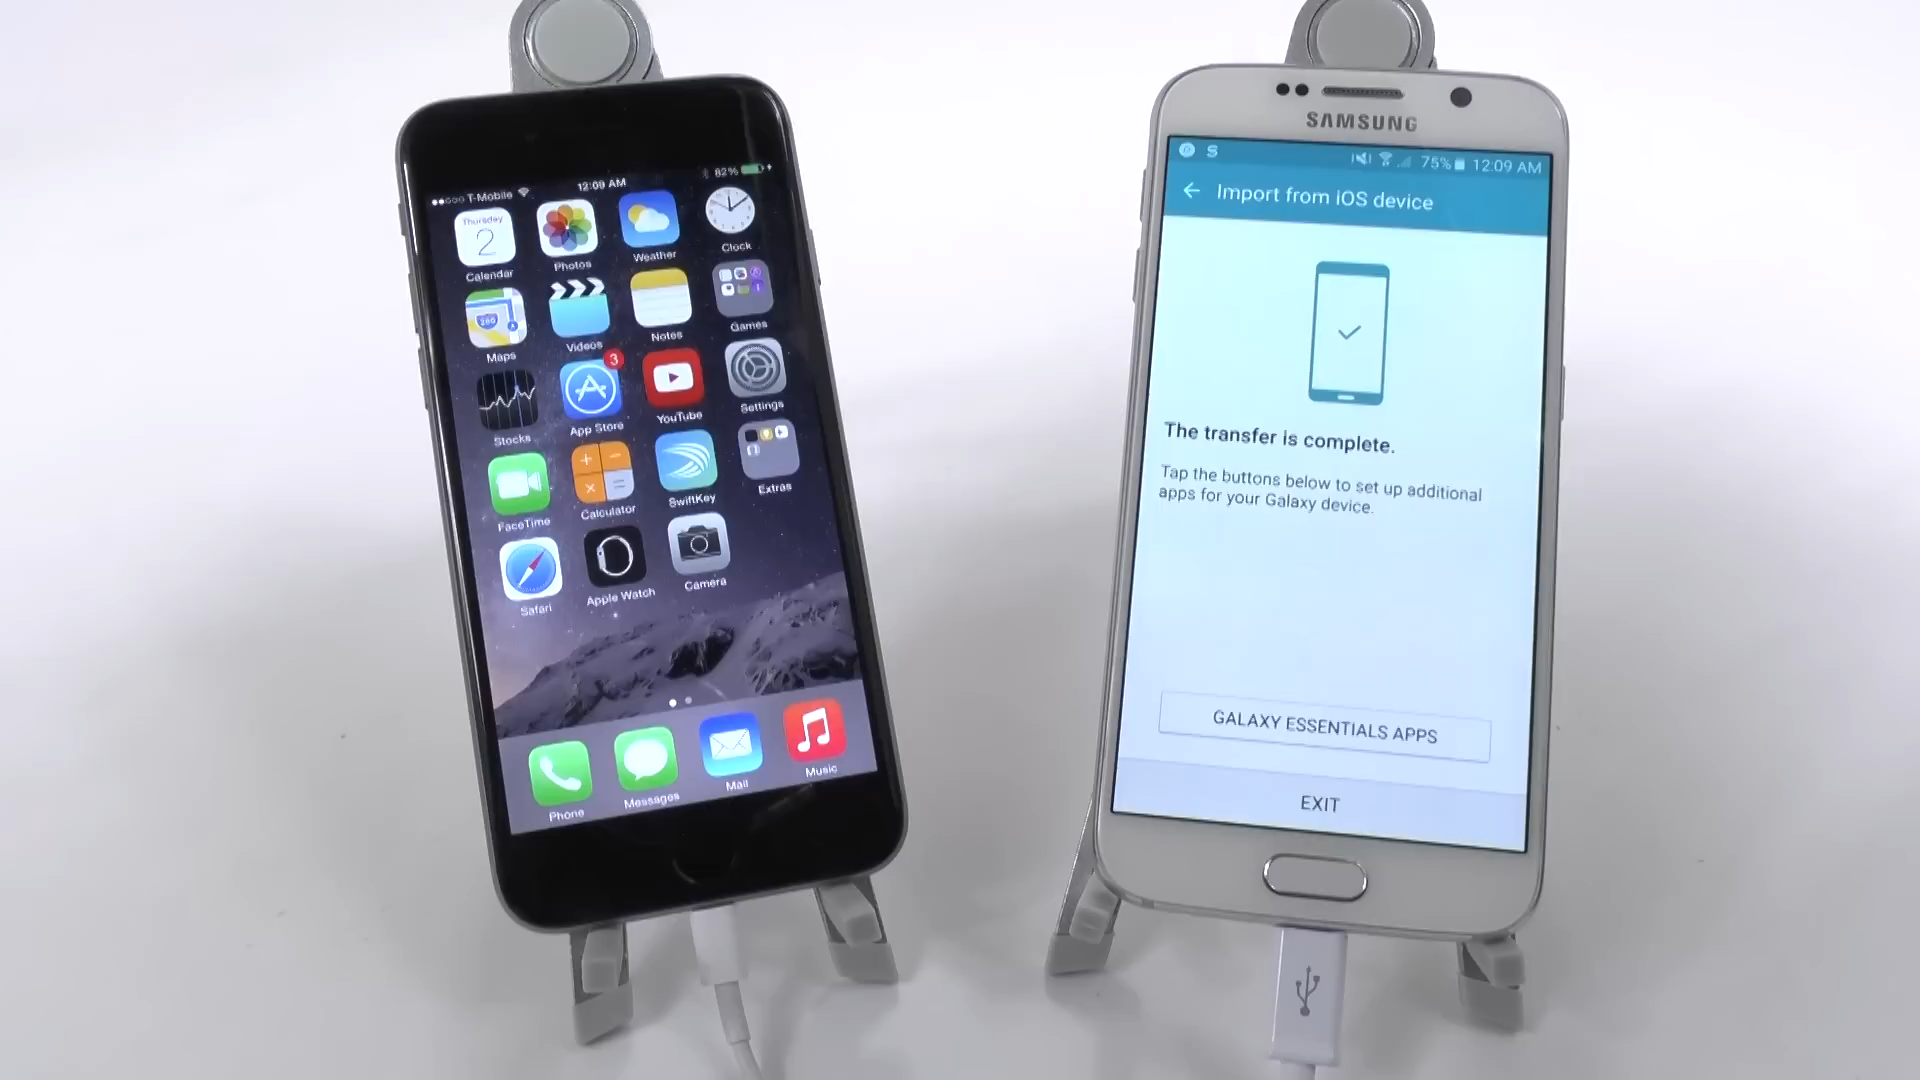 T-Mobile
12:09 AM
82%
Thursday
2
Calendar
Photos
Weather
Clock
Maps
280
Videos
Notes
Games
Stocks
3
App Store
YouTube
Settings
FaceTime
Calculator
SwiftKey
Extras
Safari
Apple Watch
Camera
Phone
Messages
Mail
Music
SAMSUNG
S
75%
12:09 AM
Import from iOS device
The transfer is complete.
Tap the buttons below to set up additional
apps for your Galaxy device.
GALAXY ESSENTIALS APPS
EXIT